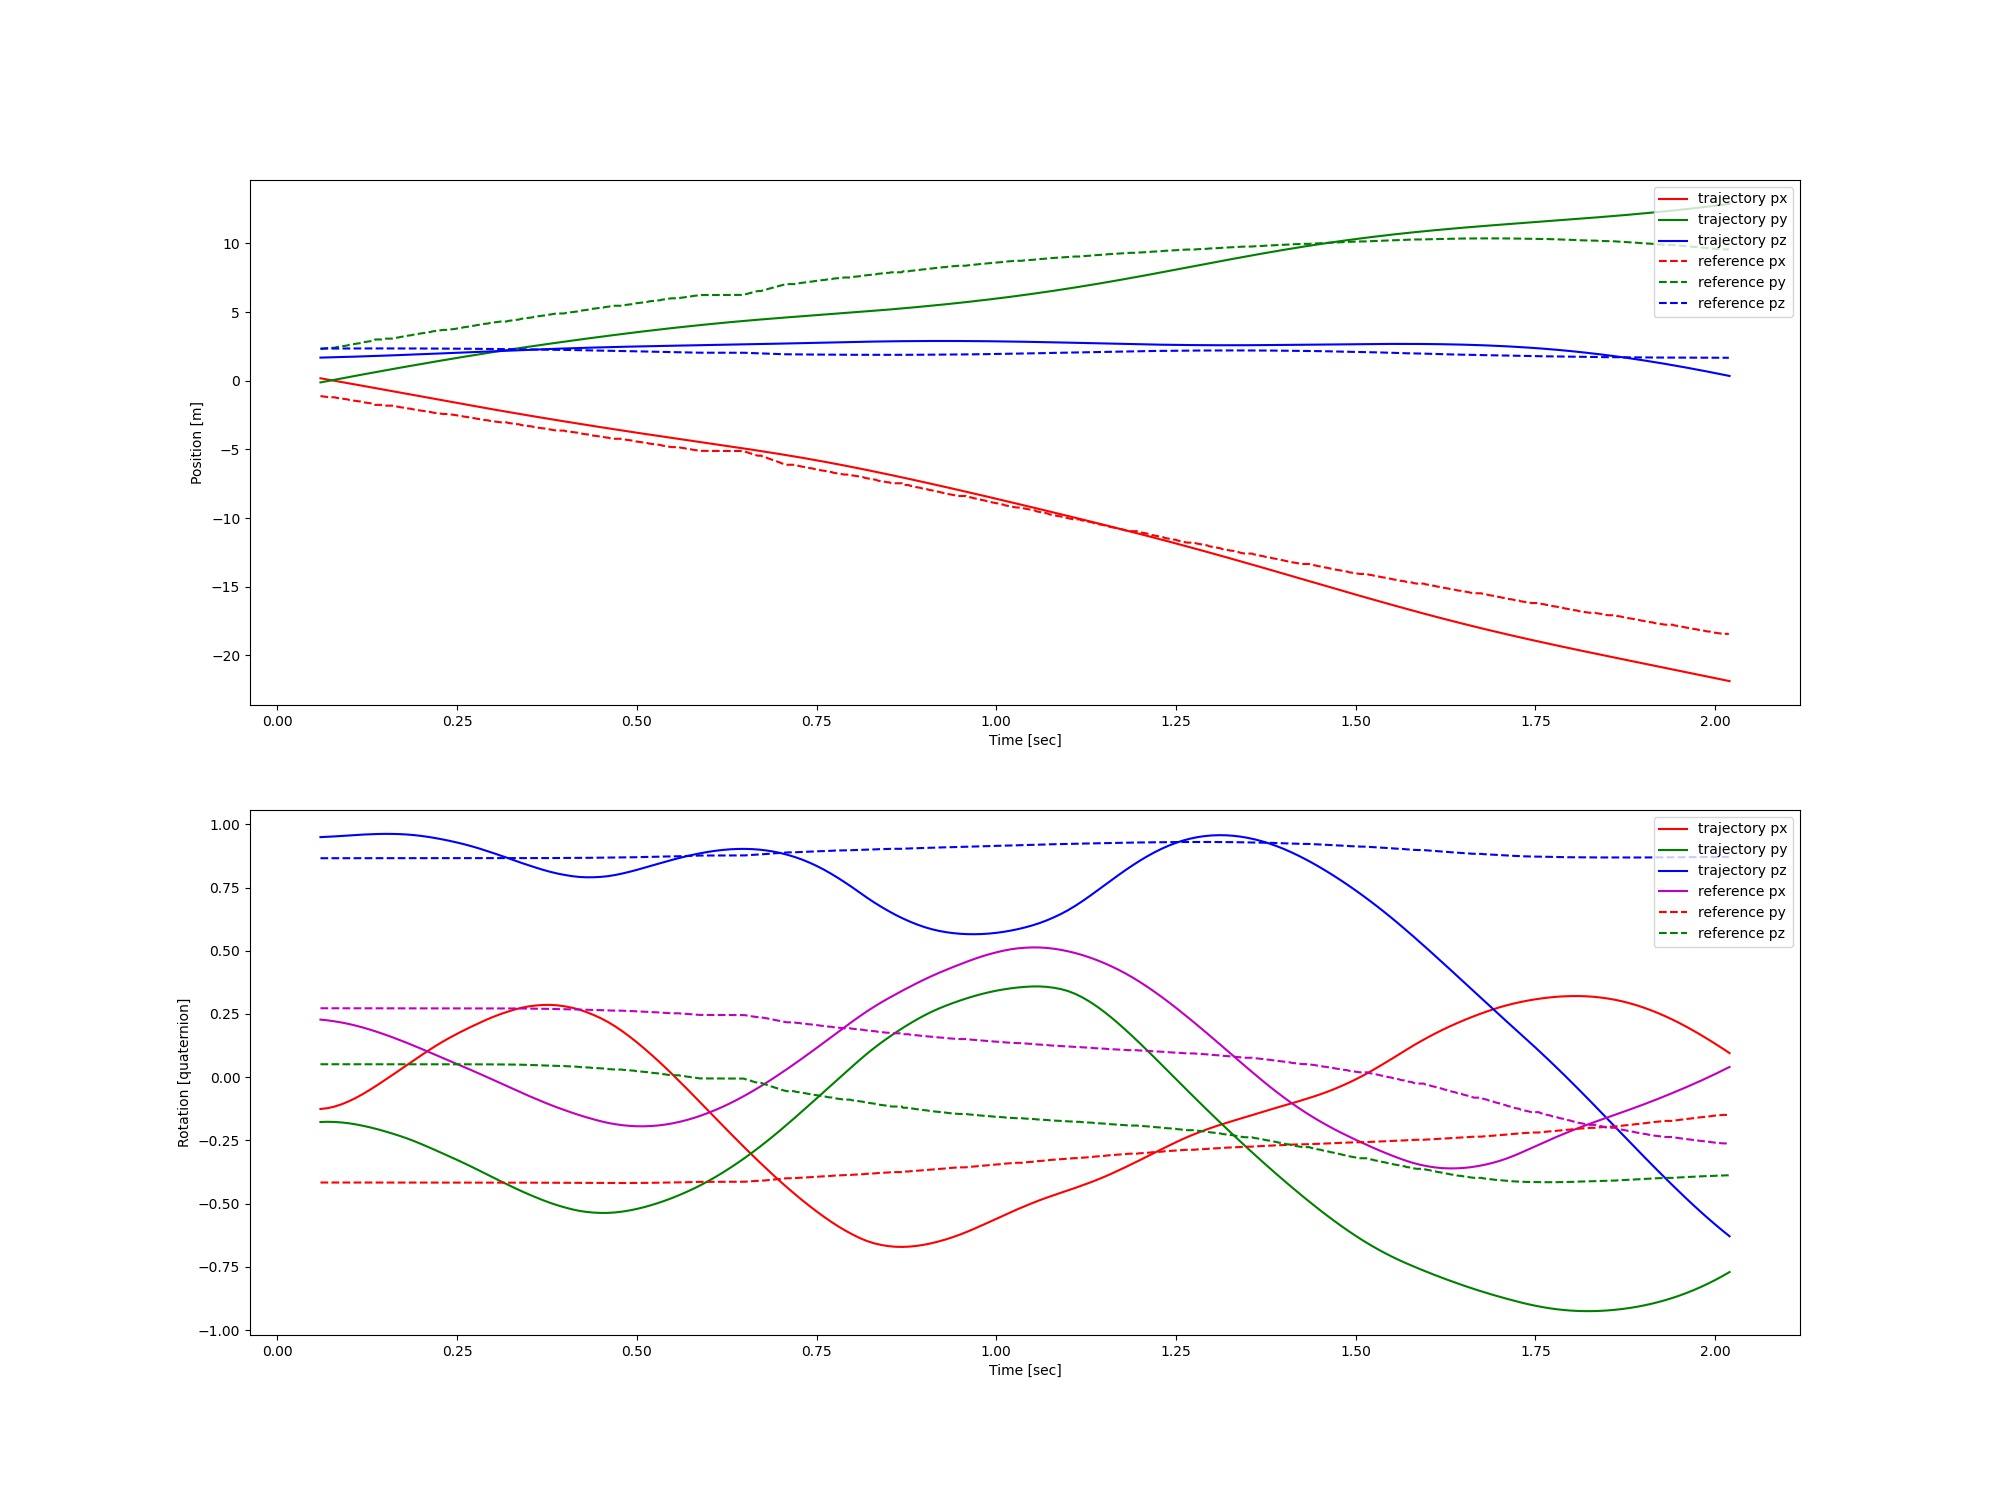 10
5
0
−5
−10
−15
−20
Position [m]
trajectory px
trajectory py
trajectory pz
reference px
reference py
reference pz
0.00 0.25 0.50 0.75 1.00 1.25 1.50 1.75 2.00
Time [sec]
1.00
0.75
0.50
0.25
0.00
−0.25
−0.50
−0.75
−1.00
Rotation [quaternion]
trajectory px
trajectory py
trajectory pz
reference px
reference py
reference pz
0.00 0.25 0.50 0.75 1.00 1.25 1.50 1.75 2.00
Time [sec]